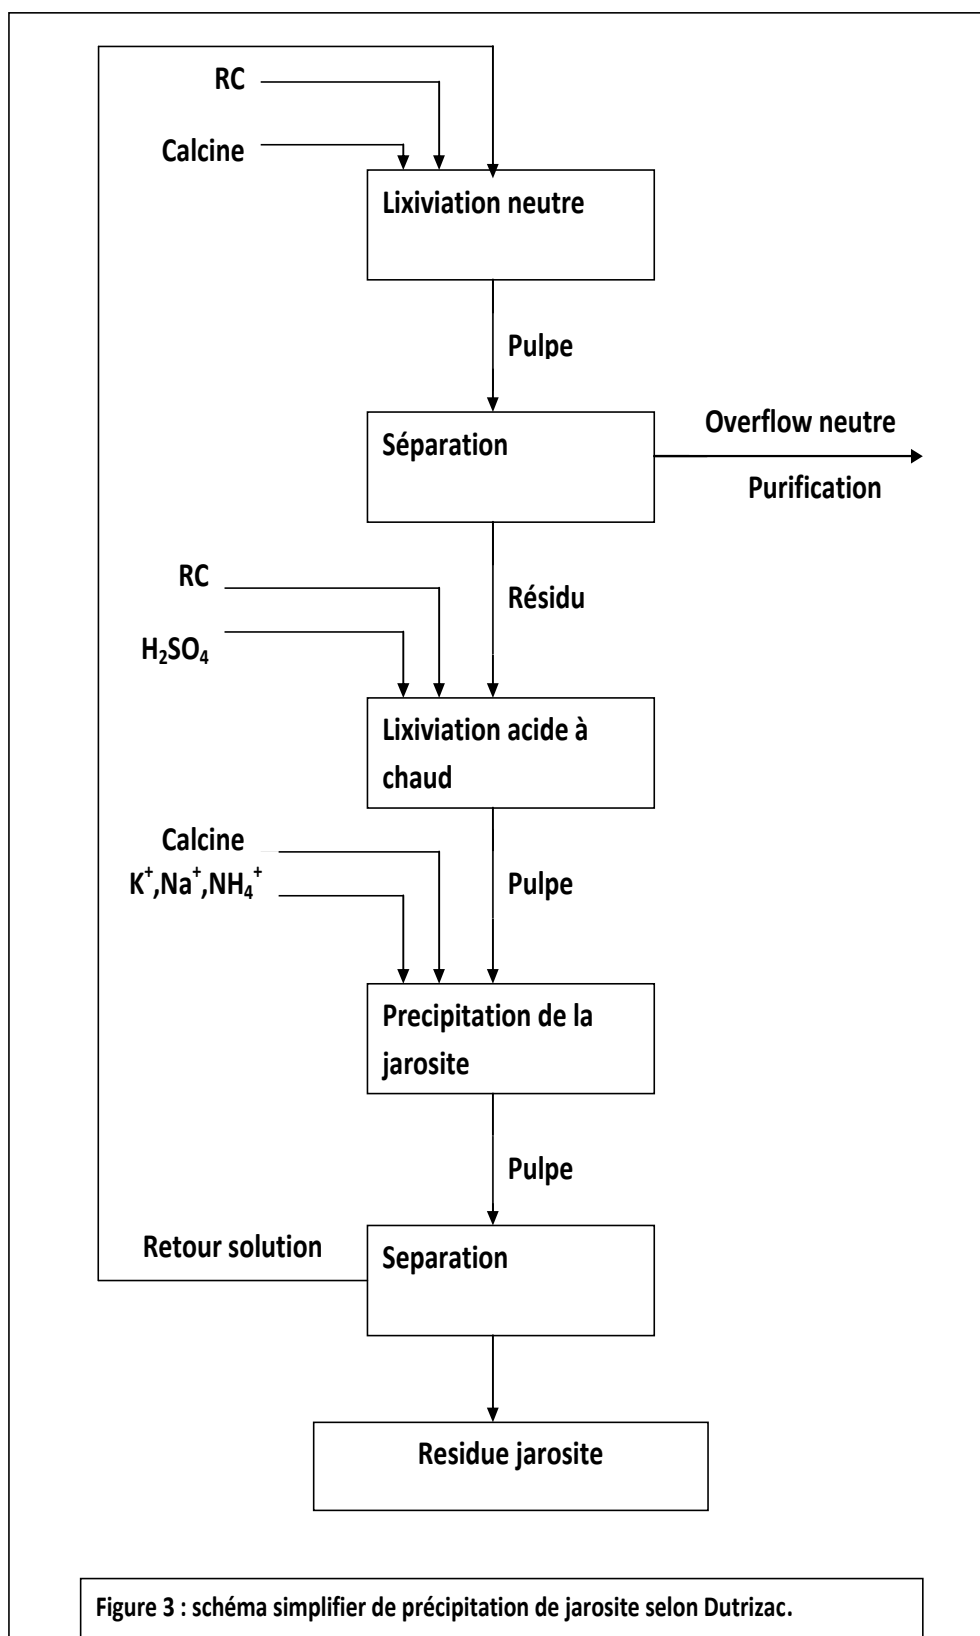 RC
Calcine
Lixiviation neutre
Pulpe
Séparation
Overflow neutre
Purification
RC
Résidu
H₂SO₄
Lixiviation acide à
chaud
Calcine
K⁺,Na⁺,NH₄⁺
Pulpe
Precipitation de la
jarosite
Pulpe
Retour solution
Separation
Residue jarosite
Figure 3 : schéma simplifier de précipitation de jarosite selon Dutrizac.